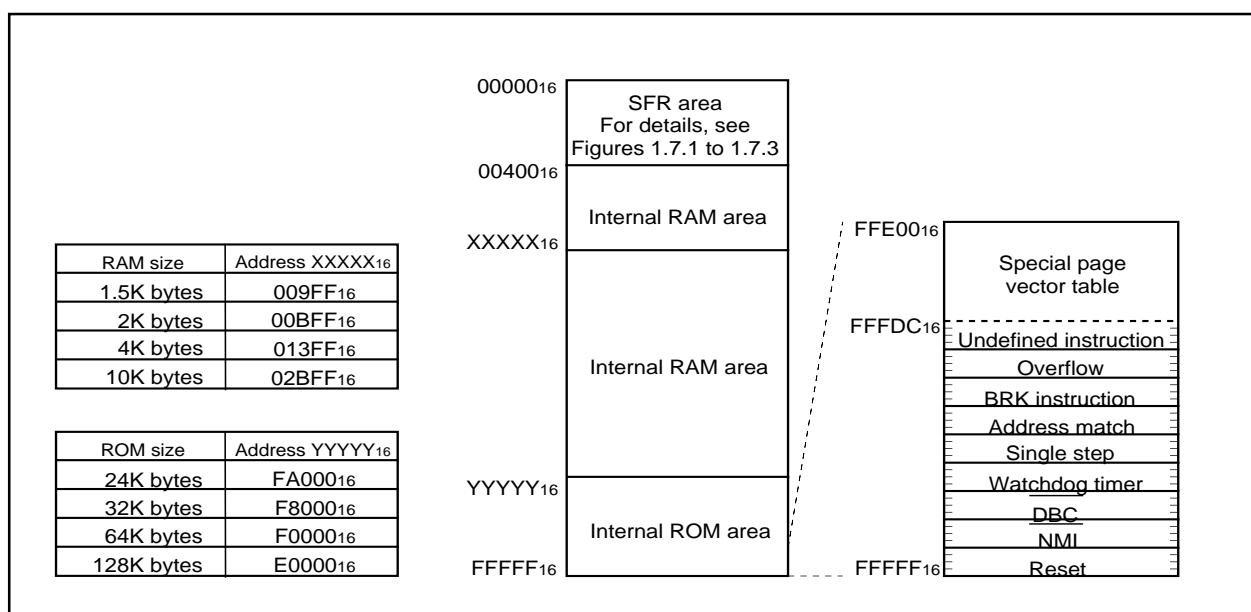 RAM size Address XXXXX16
1.5K bytes 009FF16
2K bytes 00BFF16
4K bytes 013FF16
10K bytes 02BFF16
ROM size Address YYYYY16
24K bytes FA00016
32K bytes F800016
64K bytes F000016
128K bytes E000016
0000016
SFR area
For details, see
Figures 1.7.1 to 1.7.3
0040016
Internal RAM area
XXXXX16
Internal RAM area
YYYYY16
Internal ROM area
FFFFF16
FFE0016
Special page
vector table
FFFDC16
Undefined instruction
Overflow
BRK instruction
Address match
Single step
Watchdog timer
DBC
NMI
Reset
FFFFF16